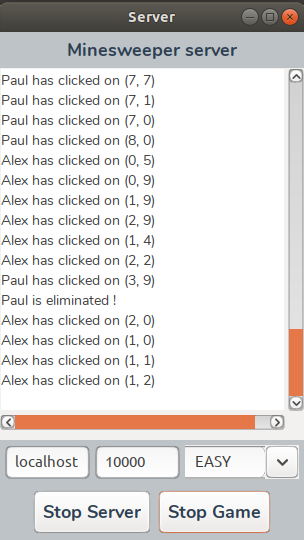 Server
Minesweeper server
Paul has clicked on (7, 7)
Paul has clicked on (7, 1)
Paul has clicked on (7, 0)
Paul has clicked on (8, 0)
Alex has clicked on (0, 5)
Alex has clicked on (0, 9)
Alex has clicked on (1, 9)
Alex has clicked on (2, 9)
Alex has clicked on (1, 4)
Alex has clicked on (2, 2)
Paul has clicked on (3, 9)
Paul is eliminated !
Alex has clicked on (2, 0)
Alex has clicked on (1, 0)
Alex has clicked on (1, 1)
Alex has clicked on (1, 2)
localhost 10000 EASY
Stop Server Stop Game